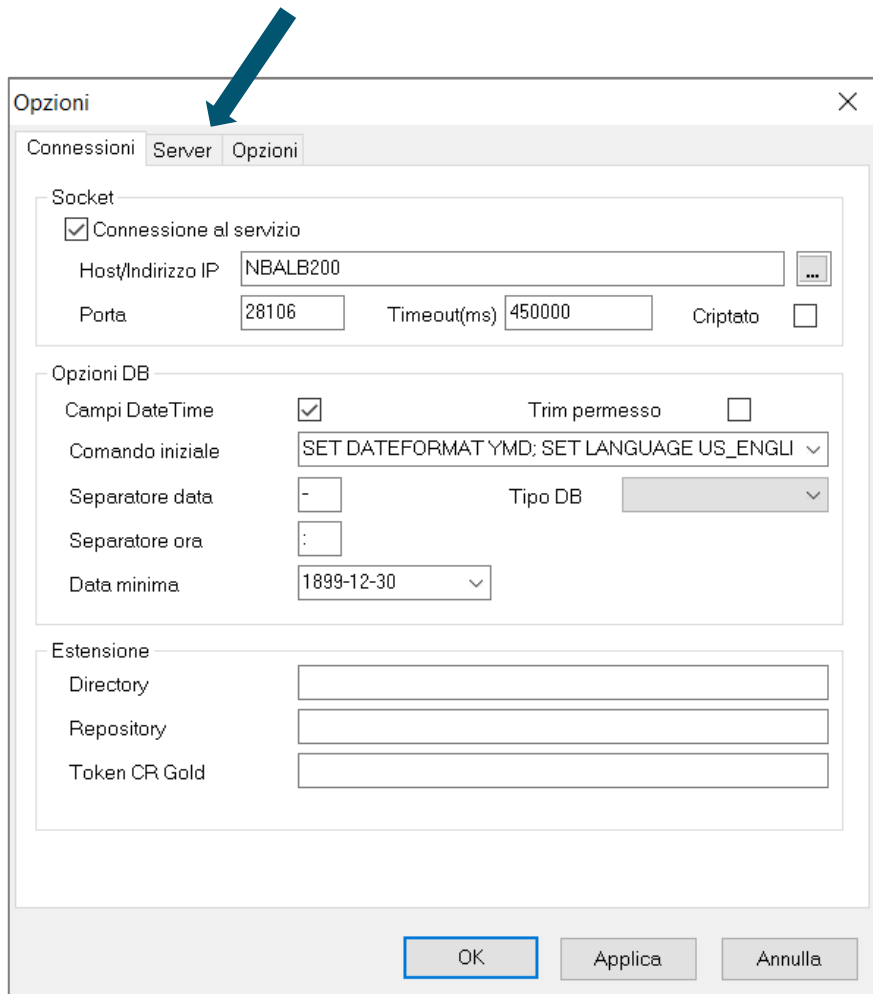 Opzioni
Connessioni Server Opzioni
Socket
Connessione al servizio
Host/Indirizzo IP NBALB200 ...
Porta 28106 Timeout(ms) 450000 Criptato
Opzioni DB
Campi DateTime Trim permesso
Comando iniziale SET DATEFORMAT YMD; SET LANGUAGE US_ENGLI
Separatore data - Tipo DB
Separatore ora :
Data minima 1899-12-30
Estensione
Directory
Repository
Token CR Gold
OK Applica Annulla